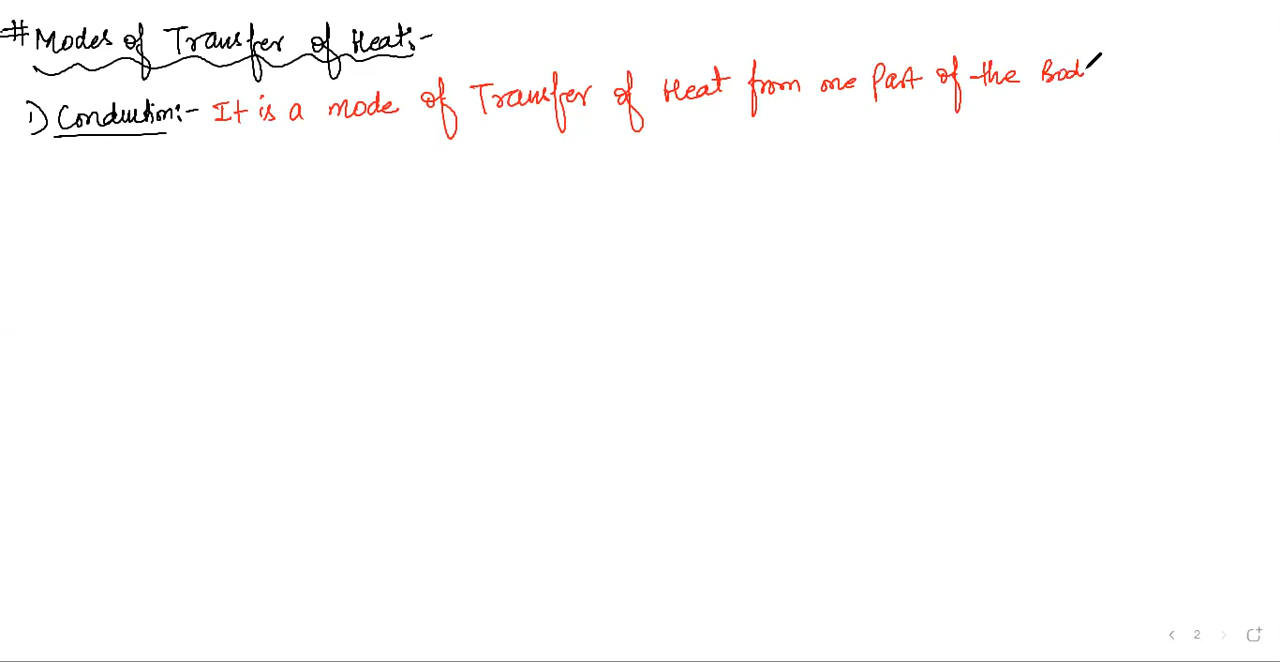 # Modes of Transfer of Heat:-
1) Conduction:- It is a mode of Transfer of Heat from one Part of the Bod
2